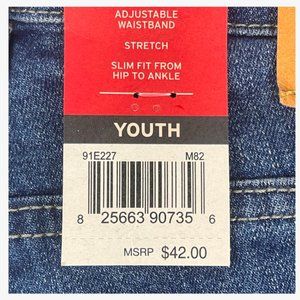 ADJUSTABLE
WAISTBAND
STRETCH
SLIM FIT FROM
HIP TO ANKLE
YOUTH
91E227 M82
8 25663 90735 6
MSRP $42.00